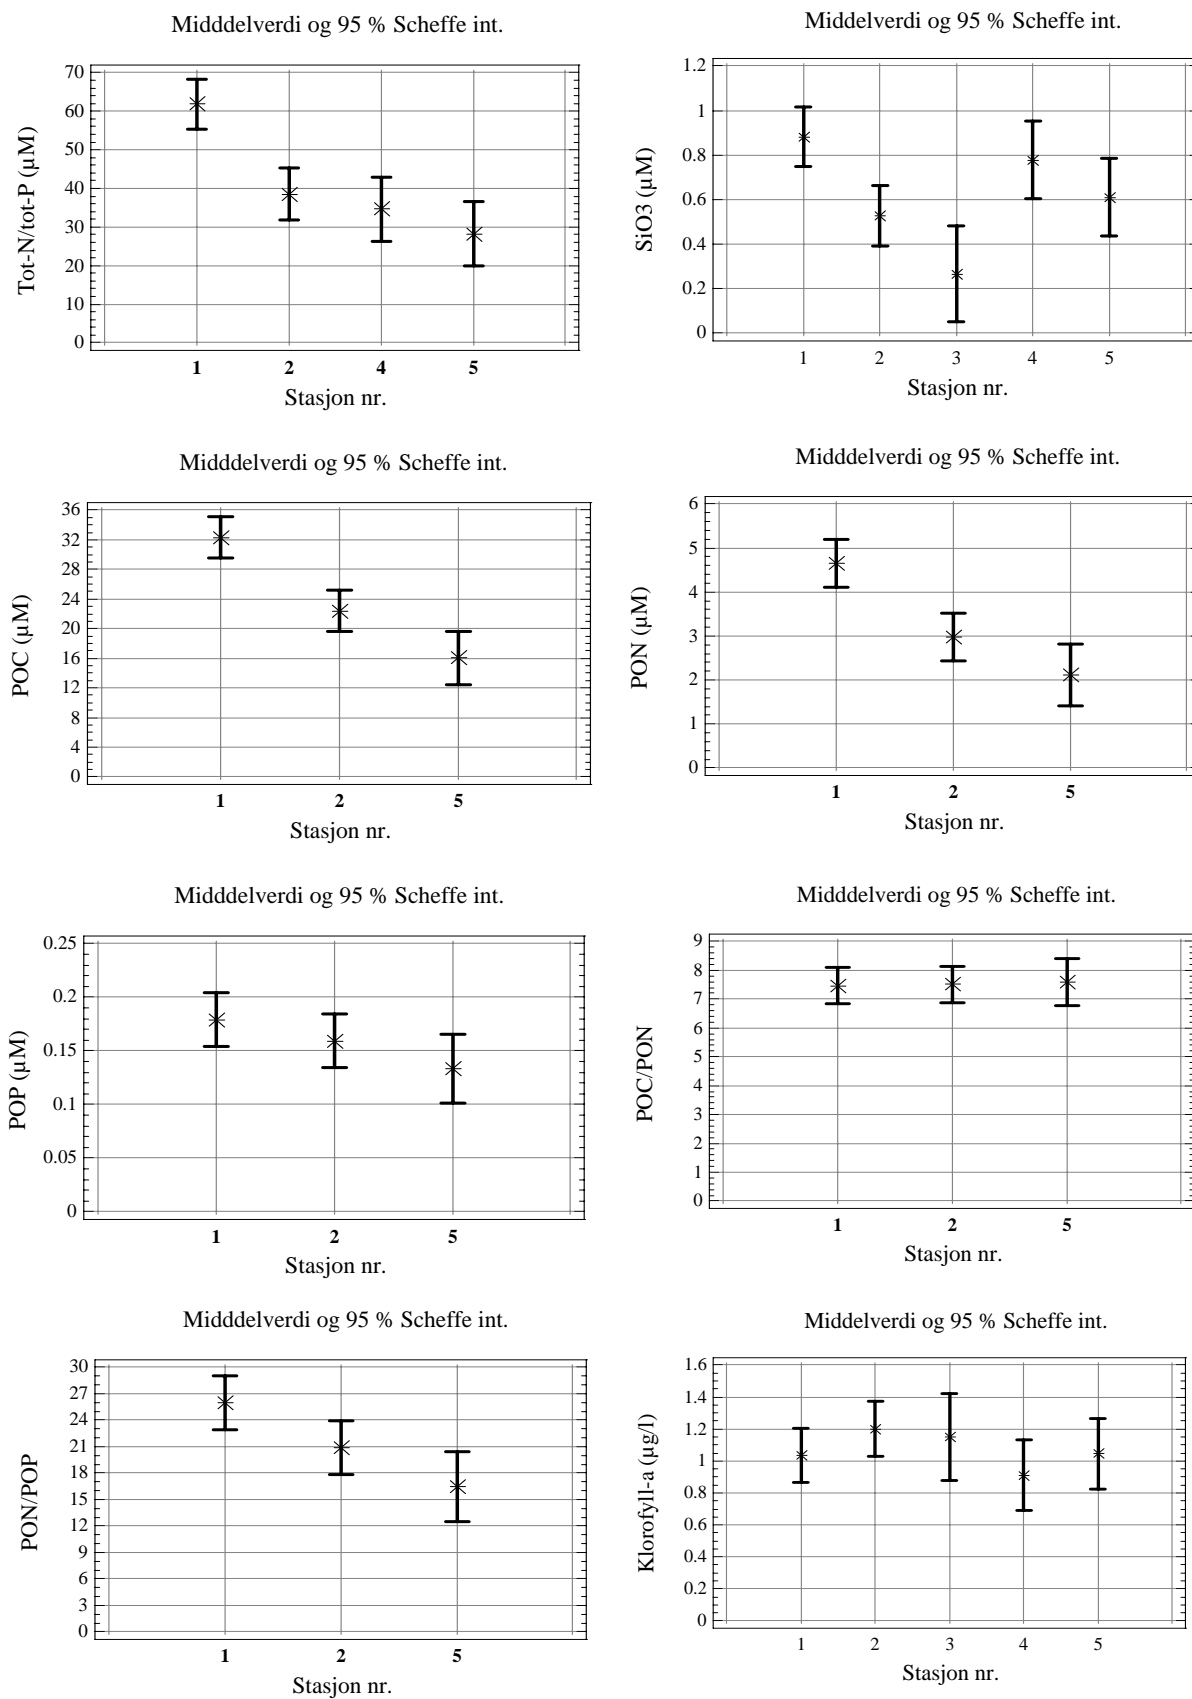 Midddelverdi og 95 % Scheffe int.
Tot-N/tot-P (µM)
70
60
50
40
30
20
10
0
1 2 4 5
Stasjon nr.
Middelverdi og 95 % Scheffe int.
SiO3 (µM)
1.2
1
0.8
0.6
0.4
0.2
0
1 2 3 4 5
Stasjon nr.
Midddelverdi og 95 % Scheffe int.
POC (µM)
36
32
28
24
20
16
12
8
4
0
1 2 5
Stasjon nr.
Midddelverdi og 95 % Scheffe int.
PON (µM)
6
5
4
3
2
1
0
1 2 5
Stasjon nr.
Midddelverdi og 95 % Scheffe int.
POP (µM)
0.25
0.2
0.15
0.1
0.05
0
1 2 5
Stasjon nr.
Midddelverdi og 95 % Scheffe int.
POC/PON
9
8
7
6
5
4
3
2
1
0
1 2 5
Stasjon nr.
Midddelverdi og 95 % Scheffe int.
PON/POP
30
27
24
21
18
15
12
9
6
3
0
1 2 5
Stasjon nr.
Middelverdi og 95 % Scheffe int.
Klorofyll-a (µg/l)
1.6
1.4
1.2
1
0.8
0.6
0.4
0.2
0
1 2 3 4 5
Stasjon nr.